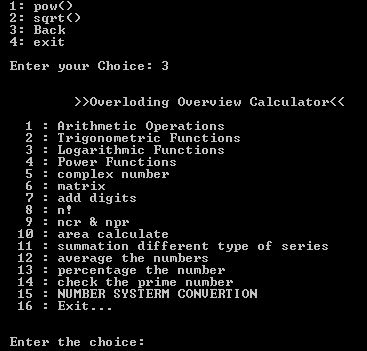 1: pow()
2: sqrt()
3: Back
4: exit
Enter your Choice: 3
>>Overloding Overview Calculator<<
1 : Arithmetic Operations
2 : Trigonometric Functions
3 : Logarithmic Functions
4 : Power Functions
5 : complex number
6 : matrix
7 : add digits
8 : n!
9 : ncr & npr
10 : area calculate
11 : summation different type of series
12 : average the numbers
13 : percentage the number
14 : check the prime number
15 : NUMBER SYSTERM CONVERTION
16 : Exit...
Enter the choice: